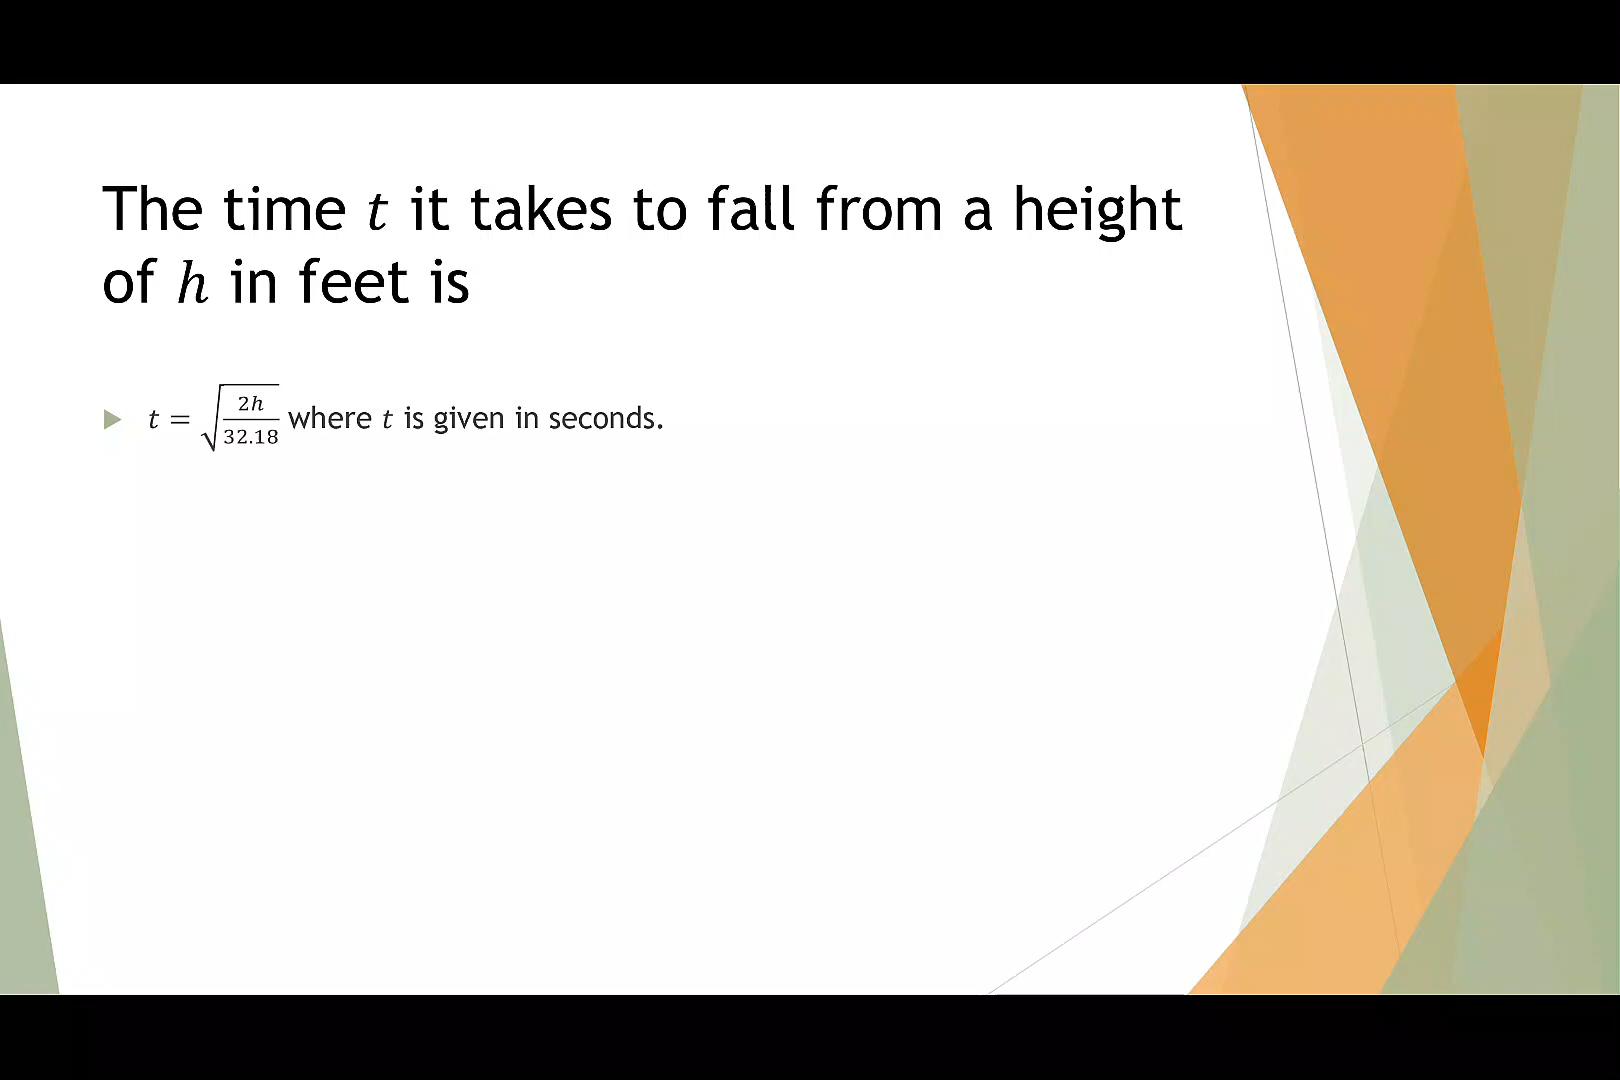 The time t it takes to fall from a height
of h in feet is
t = √(2h/32.18) where t is given in seconds.